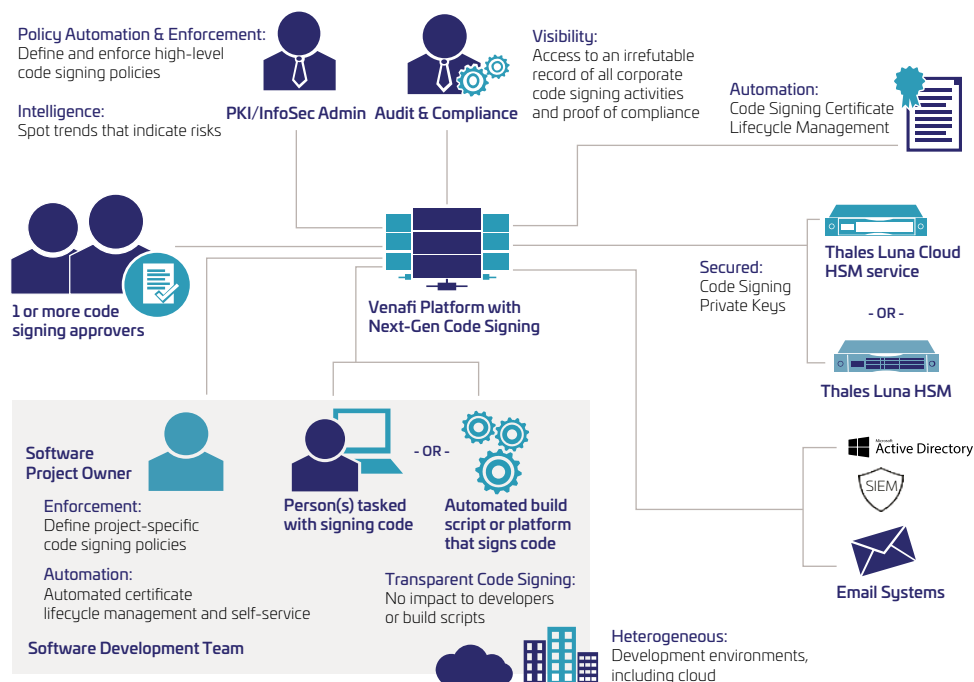 Policy Automation & Enforcement:
Define and enforce high-level
code signing policies
Intelligence:
Spot trends that indicate risks
PKI/InfoSec Admin
Audit & Compliance
Visibility:
Access to an irrefutable
record of all corporate
code signing activities
and proof of compliance
Automation:
Code Signing Certificate
Lifecycle Management
1 or more code
signing approvers
Venafi Platform with
Next-Gen Code Signing
Secured:
Code Signing
Private Keys
Thales Luna Cloud
HSM service
- OR -
Thales Luna HSM
Microsoft
Active Directory
SIEM
Email Systems
Software
Project Owner
Enforcement:
Define project-specific
code signing policies
Automation:
Automated certificate
lifecycle management and self-service
Software Development Team
Person(s) tasked
with signing code
- OR -
Automated build
script or platform
that signs code
Transparent Code Signing:
No impact to developers
or build scripts
Heterogeneous:
Development environments,
including cloud